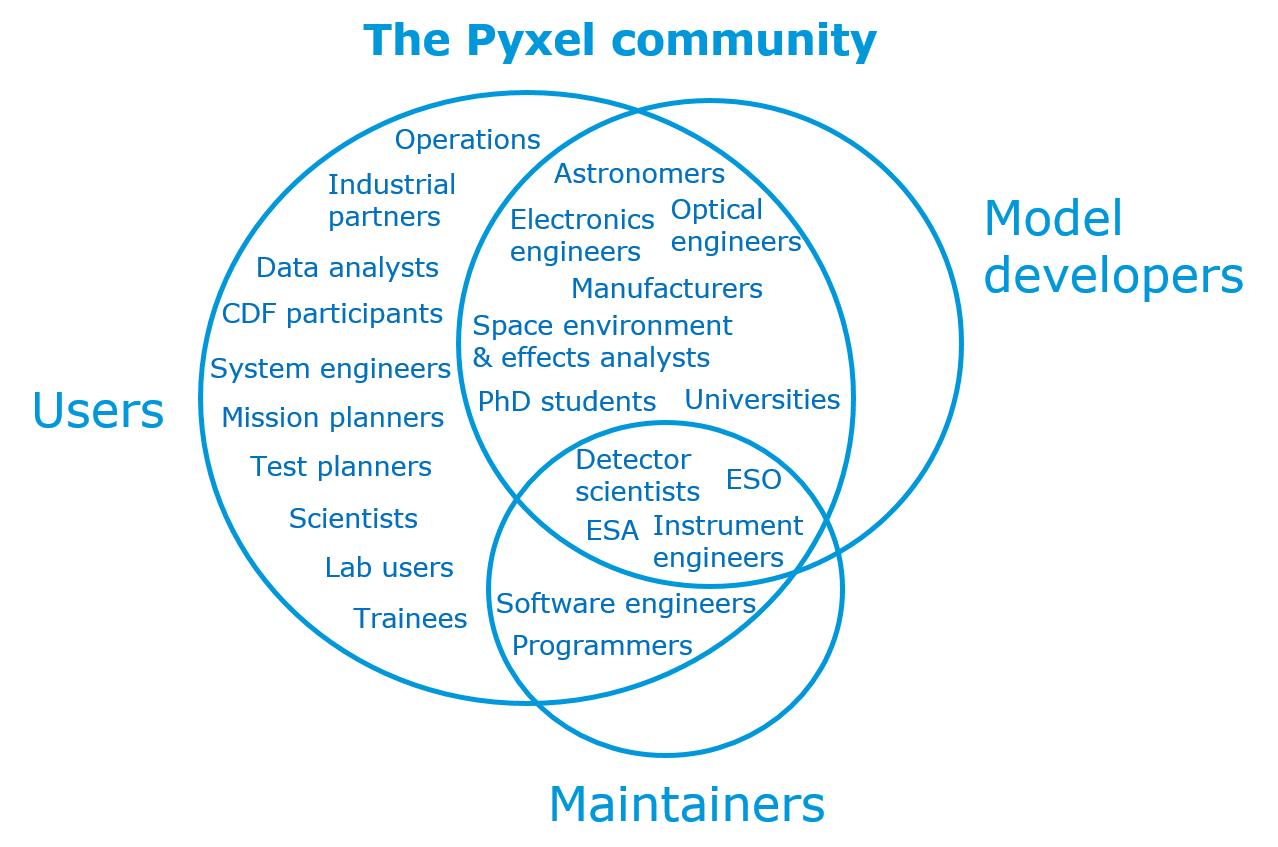 The Pyxel community
Operations
Industrial
partners
Data analysts
CDF participants
System engineers
Mission planners
Test planners
Scientists
Lab users
Trainees
Users
Astronomers
Electronics
engineers
Optical
engineers
Manufacturers
Space environment
& effects analysts
PhD students
Universities
Model
developers
Detector
scientists
ESO
ESA
Instrument
engineers
Software engineers
Programmers
Maintainers